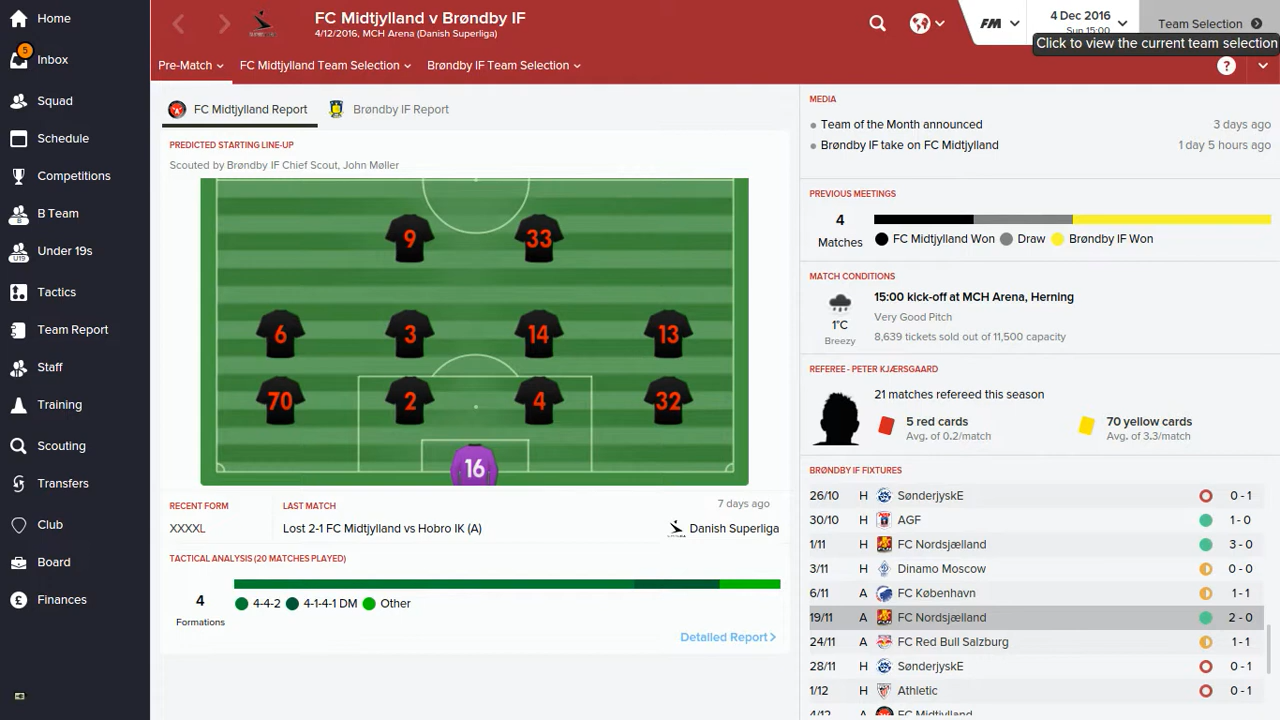 Home
5
Inbox
Squad
Schedule
Competitions
B Team
Under 19s
Tactics
Team Report
Staff
Training
Scouting
Transfers
Club
Board
Finances
FC Midtjylland v Brøndby IF
4/12/2016, MCH Arena (Danish Superliga)
FM
4 Dec 2016
Sun 15:00
Team Selection
Click to view the current team selection
Pre-Match
FC Midtjylland Team Selection
Brøndby IF Team Selection
?
FC Midtjylland Report
Brøndby IF Report
PREDICTED STARTING LINE-UP
Scouted by Brøndby IF Chief Scout, John Møller
9 33
6 3 14 13
70 2 4 32
16
RECENT FORM
XXXXL
LAST MATCH
7 days ago
Lost 2-1 FC Midtjylland vs Hobro IK (A)
Danish Superliga
TACTICAL ANALYSIS (20 MATCHES PLAYED)
4
Formations
4-4-2 4-1-4-1 DM Other
Detailed Report
MEDIA
Team of the Month announced 3 days ago
Brøndby IF take on FC Midtjylland 1 day 5 hours ago
PREVIOUS MEETINGS
4
Matches
FC Midtjylland Won Draw Brøndby IF Won
MATCH CONDITIONS
1°C
Breezy
15:00 kick-off at MCH Arena, Herning
Very Good Pitch
8,639 tickets sold out of 11,500 capacity
REFEREE - PETER KJÆRSGAARD
21 matches refereed this season
5 red cards
Avg. of 0.2/match
70 yellow cards
Avg. of 3.3/match
BRØNDBY IF FIXTURES
26/10 H SønderjyskE 0 - 1
30/10 H AGF 1 - 0
1/11 H FC Nordsjælland 3 - 0
3/11 H Dinamo Moscow 0 - 0
6/11 A FC København 1 - 1
19/11 A FC Nordsjælland 2 - 0
24/11 A FC Red Bull Salzburg 1 - 1
28/11 H SønderjyskE 0 - 1
1/12 H Athletic 0 - 1
4/12 A FC Midtjylland